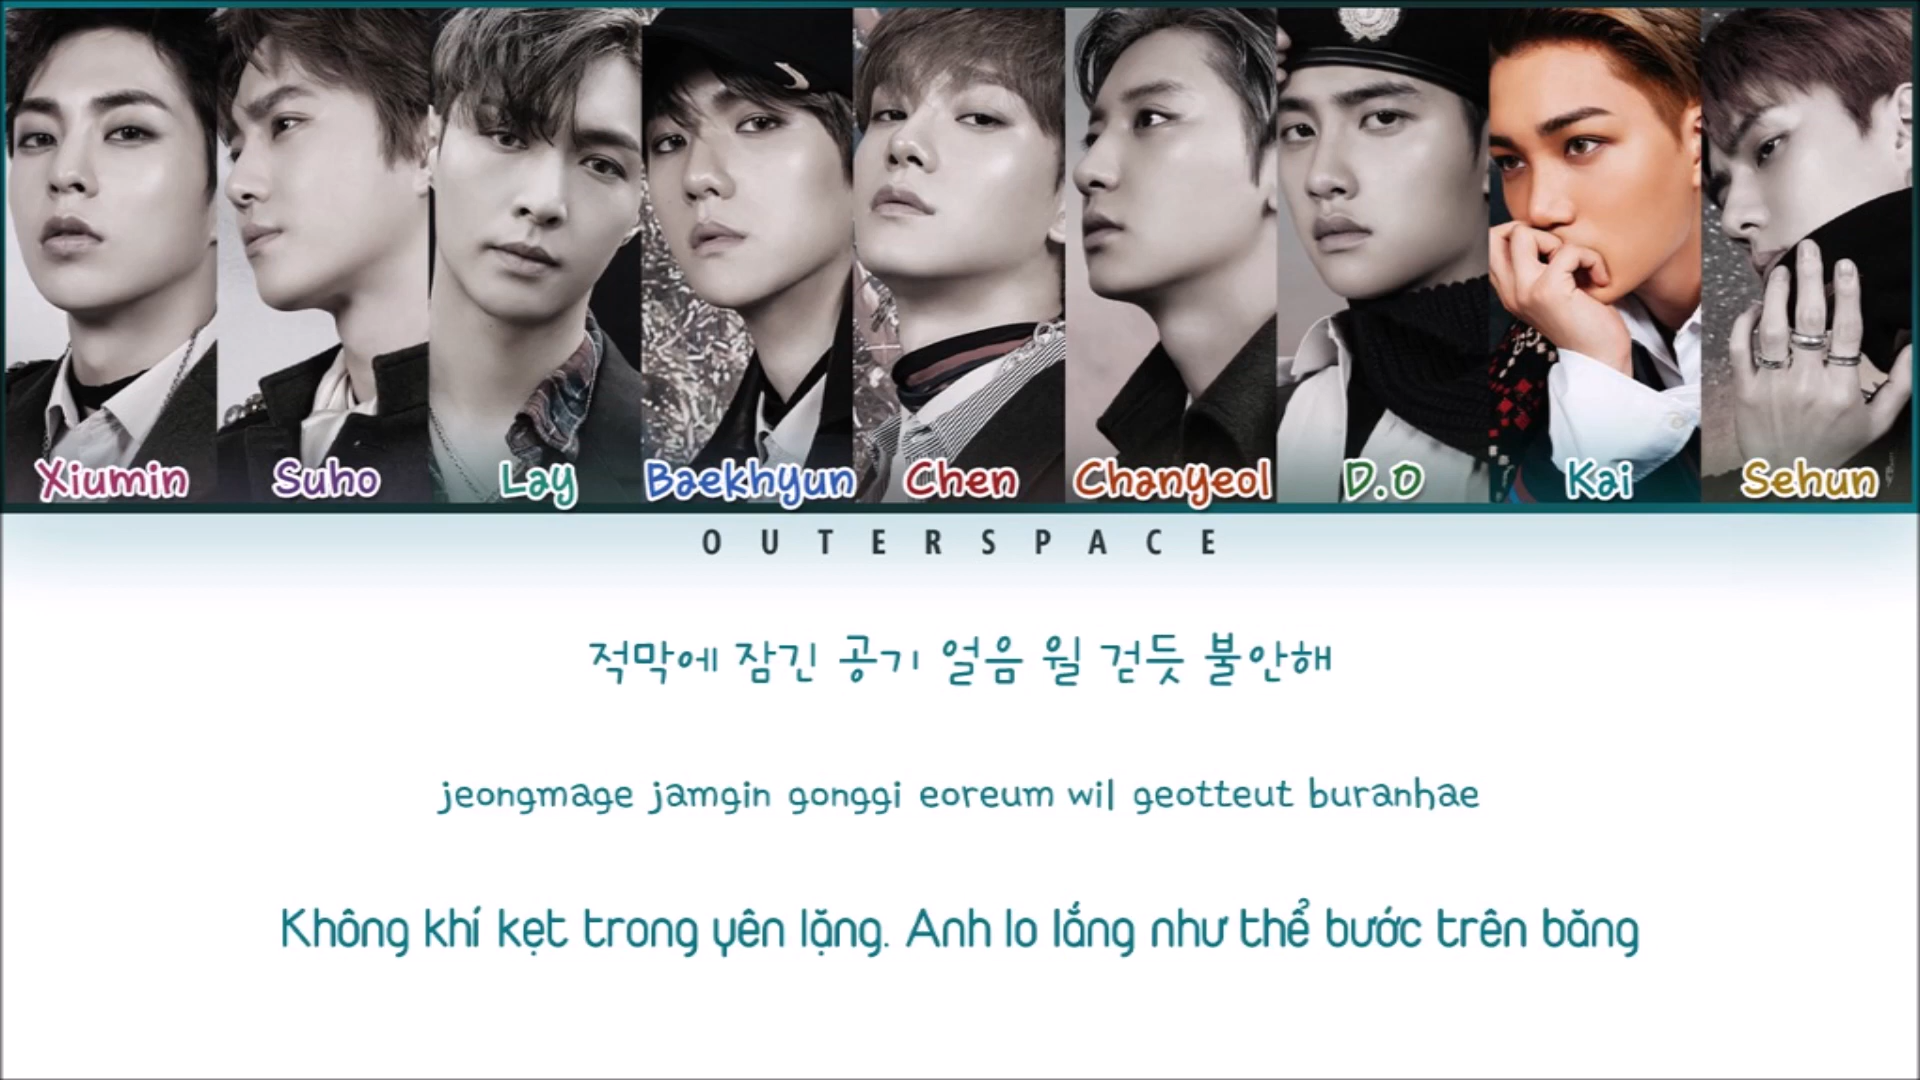 Xiumin Suho Lay Baekhyun Chen Chanyeol D.O Kai Sehun
OUTERSPACE
적막에 잠긴 공기 얼음 윌 걷듯 불안해
jeongmage jamgin gonggi eoreum wil geotteut buranhae
Không khí kẹt trong yên lặng. Anh lo lắng như thể bước trên băng